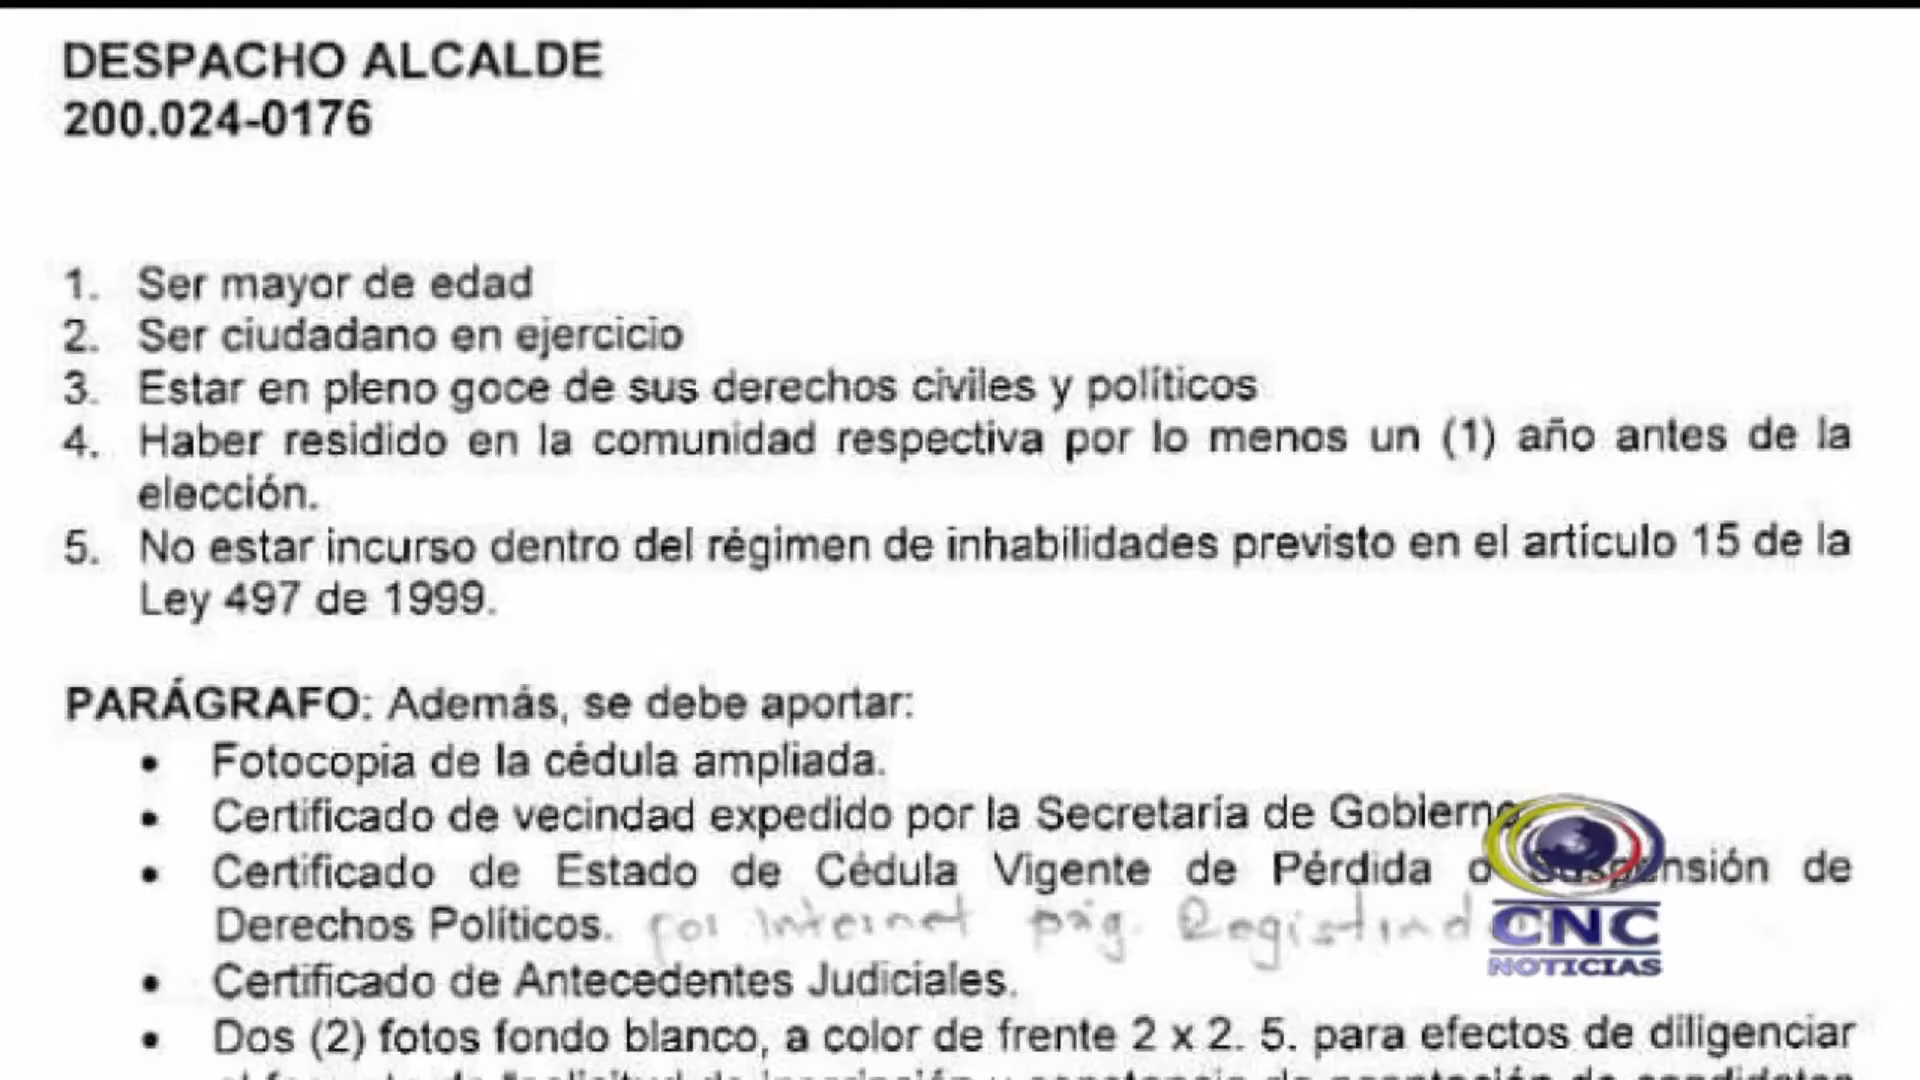 DESPACHO ALCALDE
200.024-0176
1. Ser mayor de edad
2. Ser ciudadano en ejercicio
3. Estar en pleno goce de sus derechos civiles y políticos
4. Haber residido en la comunidad respectiva por lo menos un (1) año antes de la
elección.
5. No estar incurso dentro del régimen de inhabilidades previsto en el artículo 15 de la
Ley 497 de 1999.
PARÁGRAFO: Además, se debe aportar:
• Fotocopia de la cédula ampliada.
• Certificado de vecindad expedido por la Secretaría de Gobierno.
• Certificado de Estado de Cédula Vigente de Pérdida o Suspensión de
Derechos Políticos. por internet pág.
• Certificado de Antecedentes Judiciales.
• Dos (2) fotos fondo blanco, a color de frente 2 x 2. 5. para efectos de diligenciar
CNC
NOTICIAS